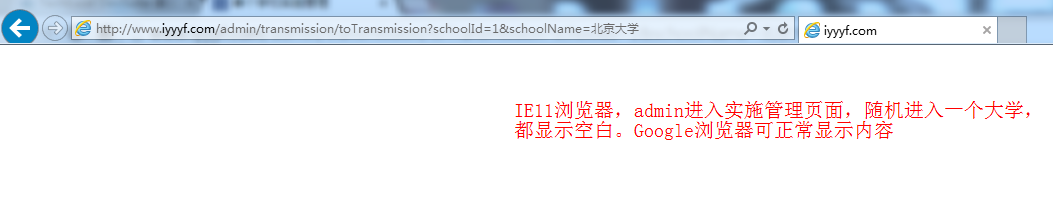 http://www.iyyyf.com/admin/transmission/toTransmission?schoolId=1&schoolName=北京大学
iyyyf.com
IE11浏览器，admin进入实施管理页面，随机进入一个大学，
都显示空白。Google浏览器可正常显示内容